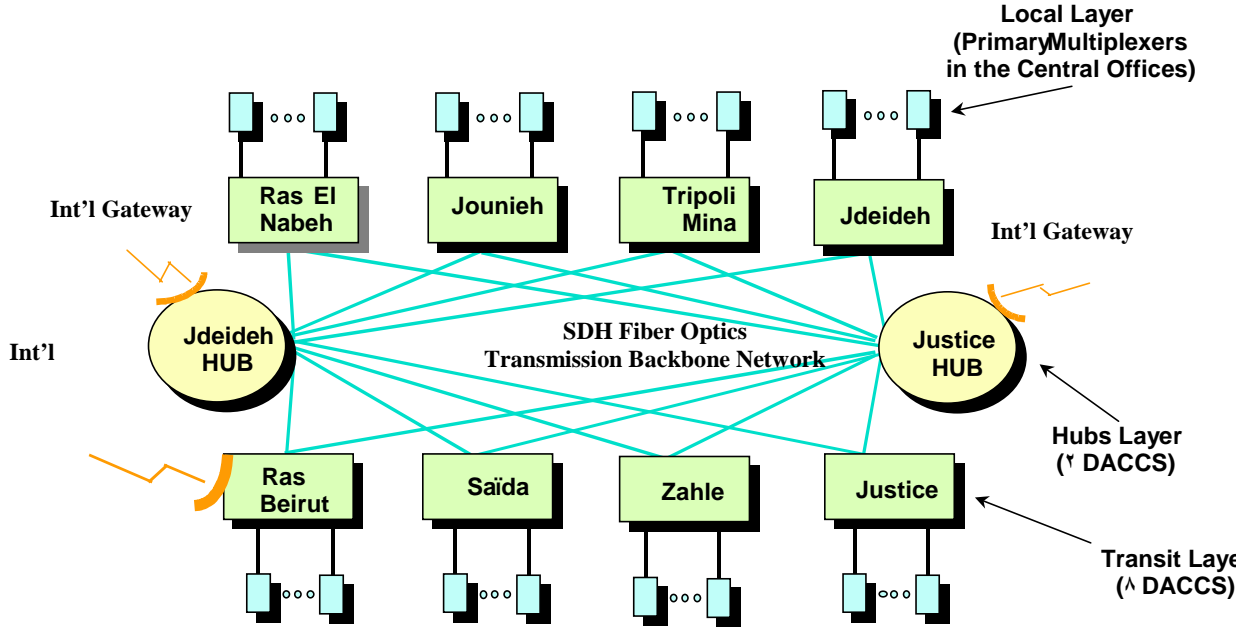 Local Layer
(PrimaryMultiplexers
in the Central Offices)
Ras El
Nabeh
Jounieh
Tripoli
Mina
Jdeideh
Int'l Gateway
Int'l Gateway
Jdeideh
HUB
SDH Fiber Optics
Transmission Backbone Network
Justice
HUB
Int'l
Hubs Layer
(٢ DACCS)
Ras
Beirut
Saïda
Zahle
Justice
Transit Laye
(٨ DACCS)